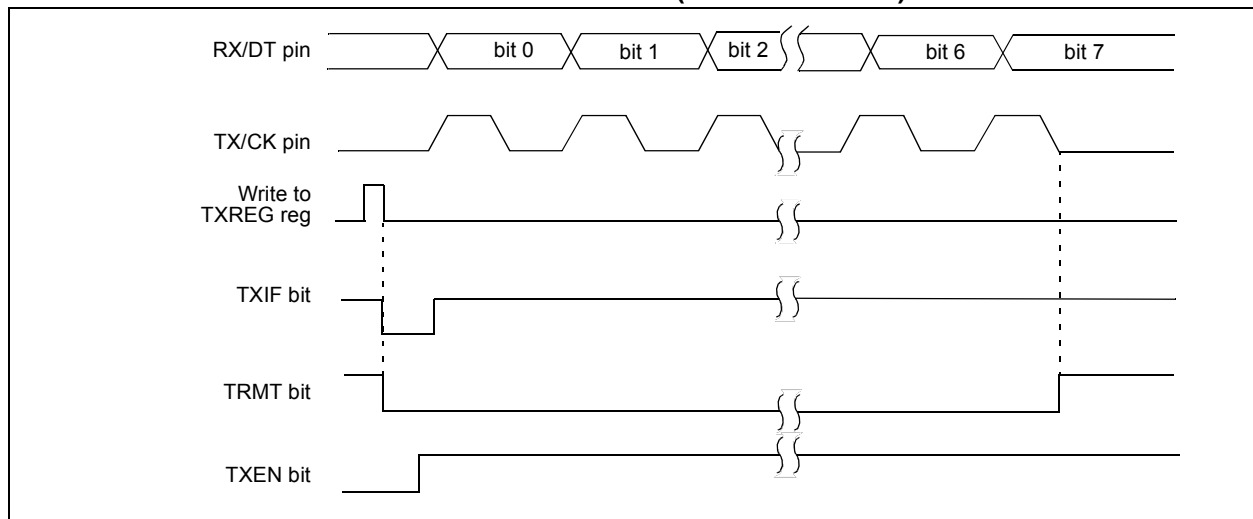 RX/DT pin
bit 0
bit 1
bit 2
bit 6
bit 7
TX/CK pin
Write to
TXREG reg
TXIF bit
TRMT bit
TXEN bit